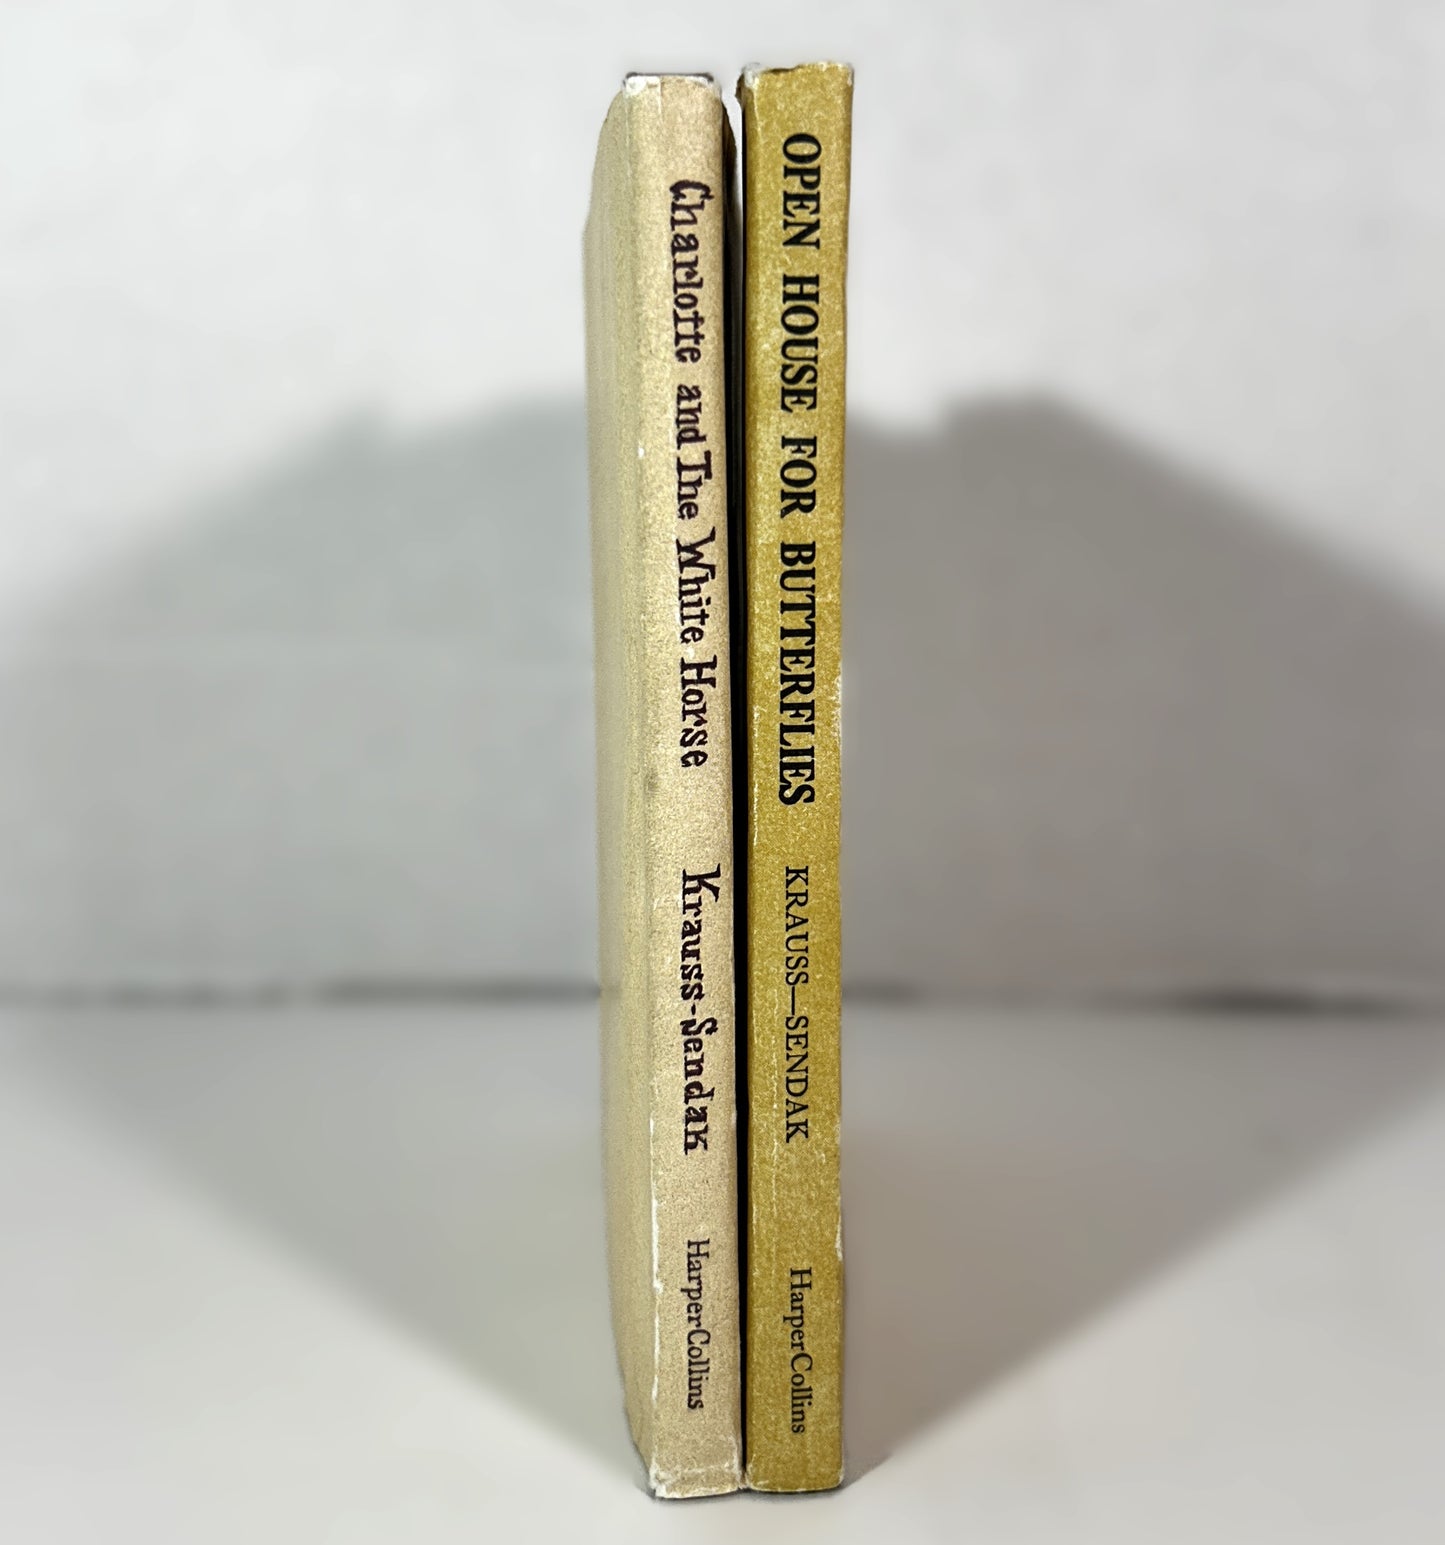 Charlotte and The White Horse Krauss-Sendak HarperCollins
OPEN HOUSE FOR BUTTERFLIES KRAUSS—SENDAK HarperCollins